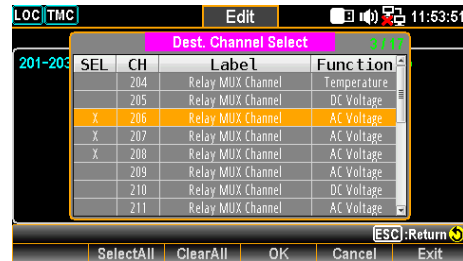 LOC TMC Edit 11:53:51
Dest. Channel Select 3/17
201-203 SEL CH Label Function
204 Relay MUX Channel Temperature
205 Relay MUX Channel DC Voltage
X 206 Relay MUX Channel AC Voltage
X 207 Relay MUX Channel AC Voltage
X 208 Relay MUX Channel AC Voltage
209 Relay MUX Channel AC Voltage
210 Relay MUX Channel DC Voltage
211 Relay MUX Channel AC Voltage
ESC:Return
SelectAll ClearAll OK Cancel Exit